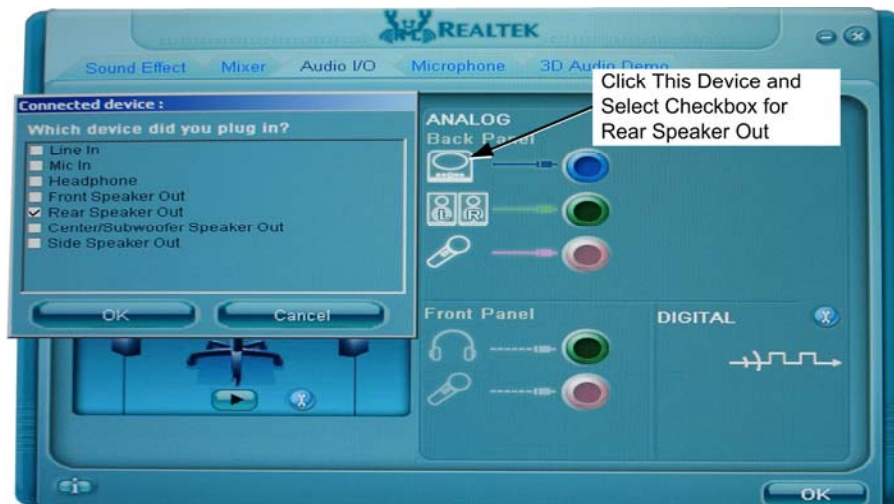 REALTEK
Sound Effect Mixer Audio I/O Microphone 3D Audio Demo
Connected device :
Which device did you plug in?
Line In
Mic In
Headphone
Front Speaker Out
Rear Speaker Out
Center/Subwoofer Speaker Out
Side Speaker Out
OK Cancel
Click This Device and
Select Checkbox for
Rear Speaker Out
ANALOG
Back Panel
L R
Front Panel
DIGITAL
i
OK